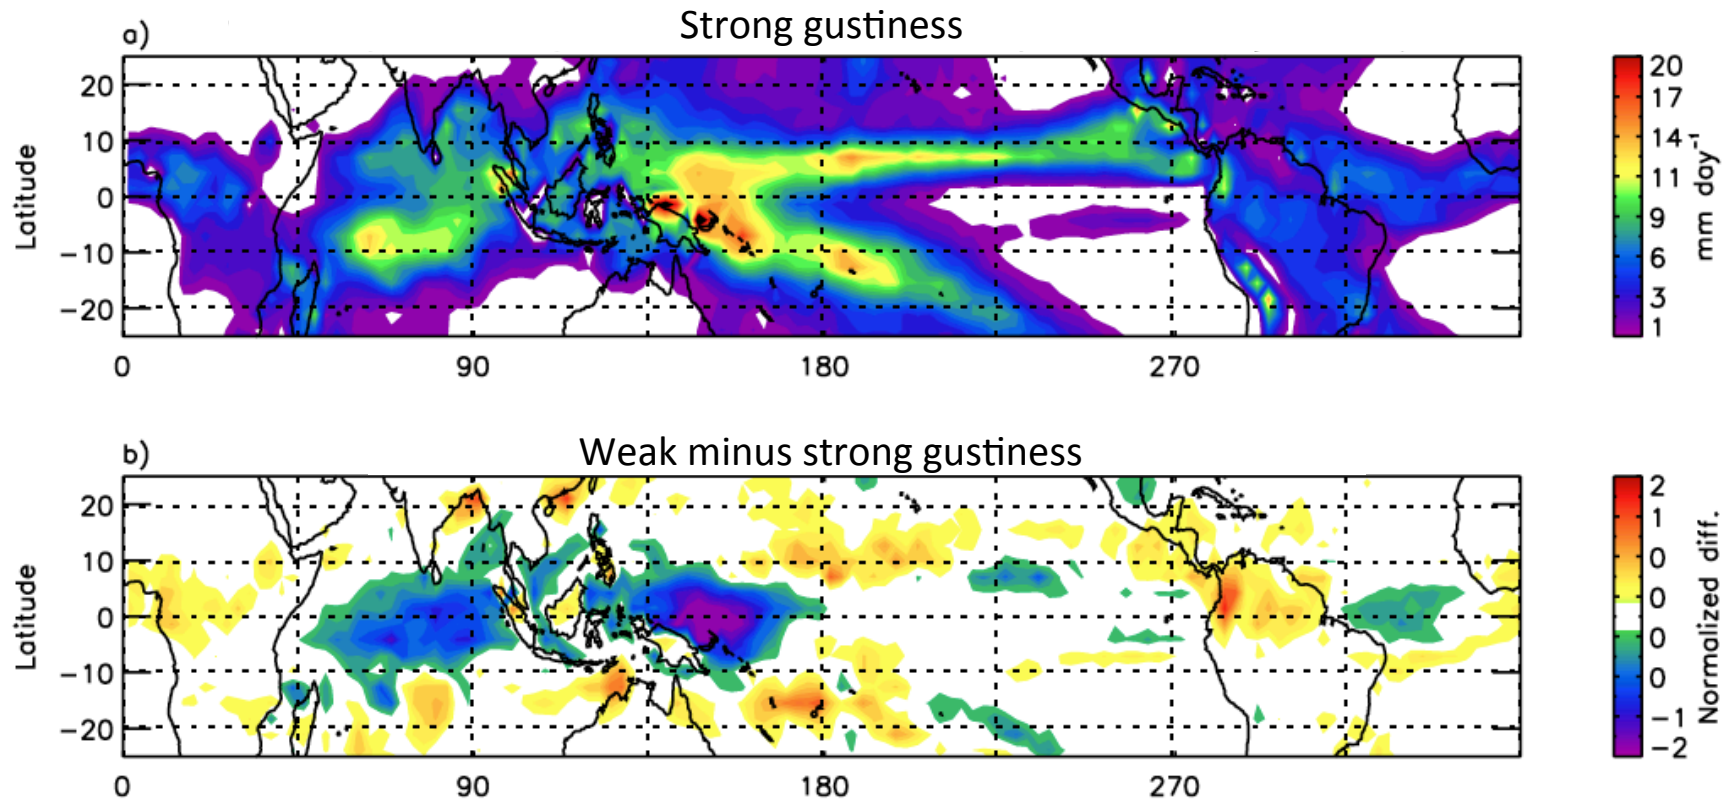 Strong gustiness
a)
20
10
0
−10
−20
Latitude
0 90 180 270
20
17
14
11
9
6
3
1
mm day⁻¹
Weak minus strong gustiness
b)
20
10
0
−10
−20
Latitude
0 90 180 270
2
1
0
0
0
0
−1
−2
Normalized diff.